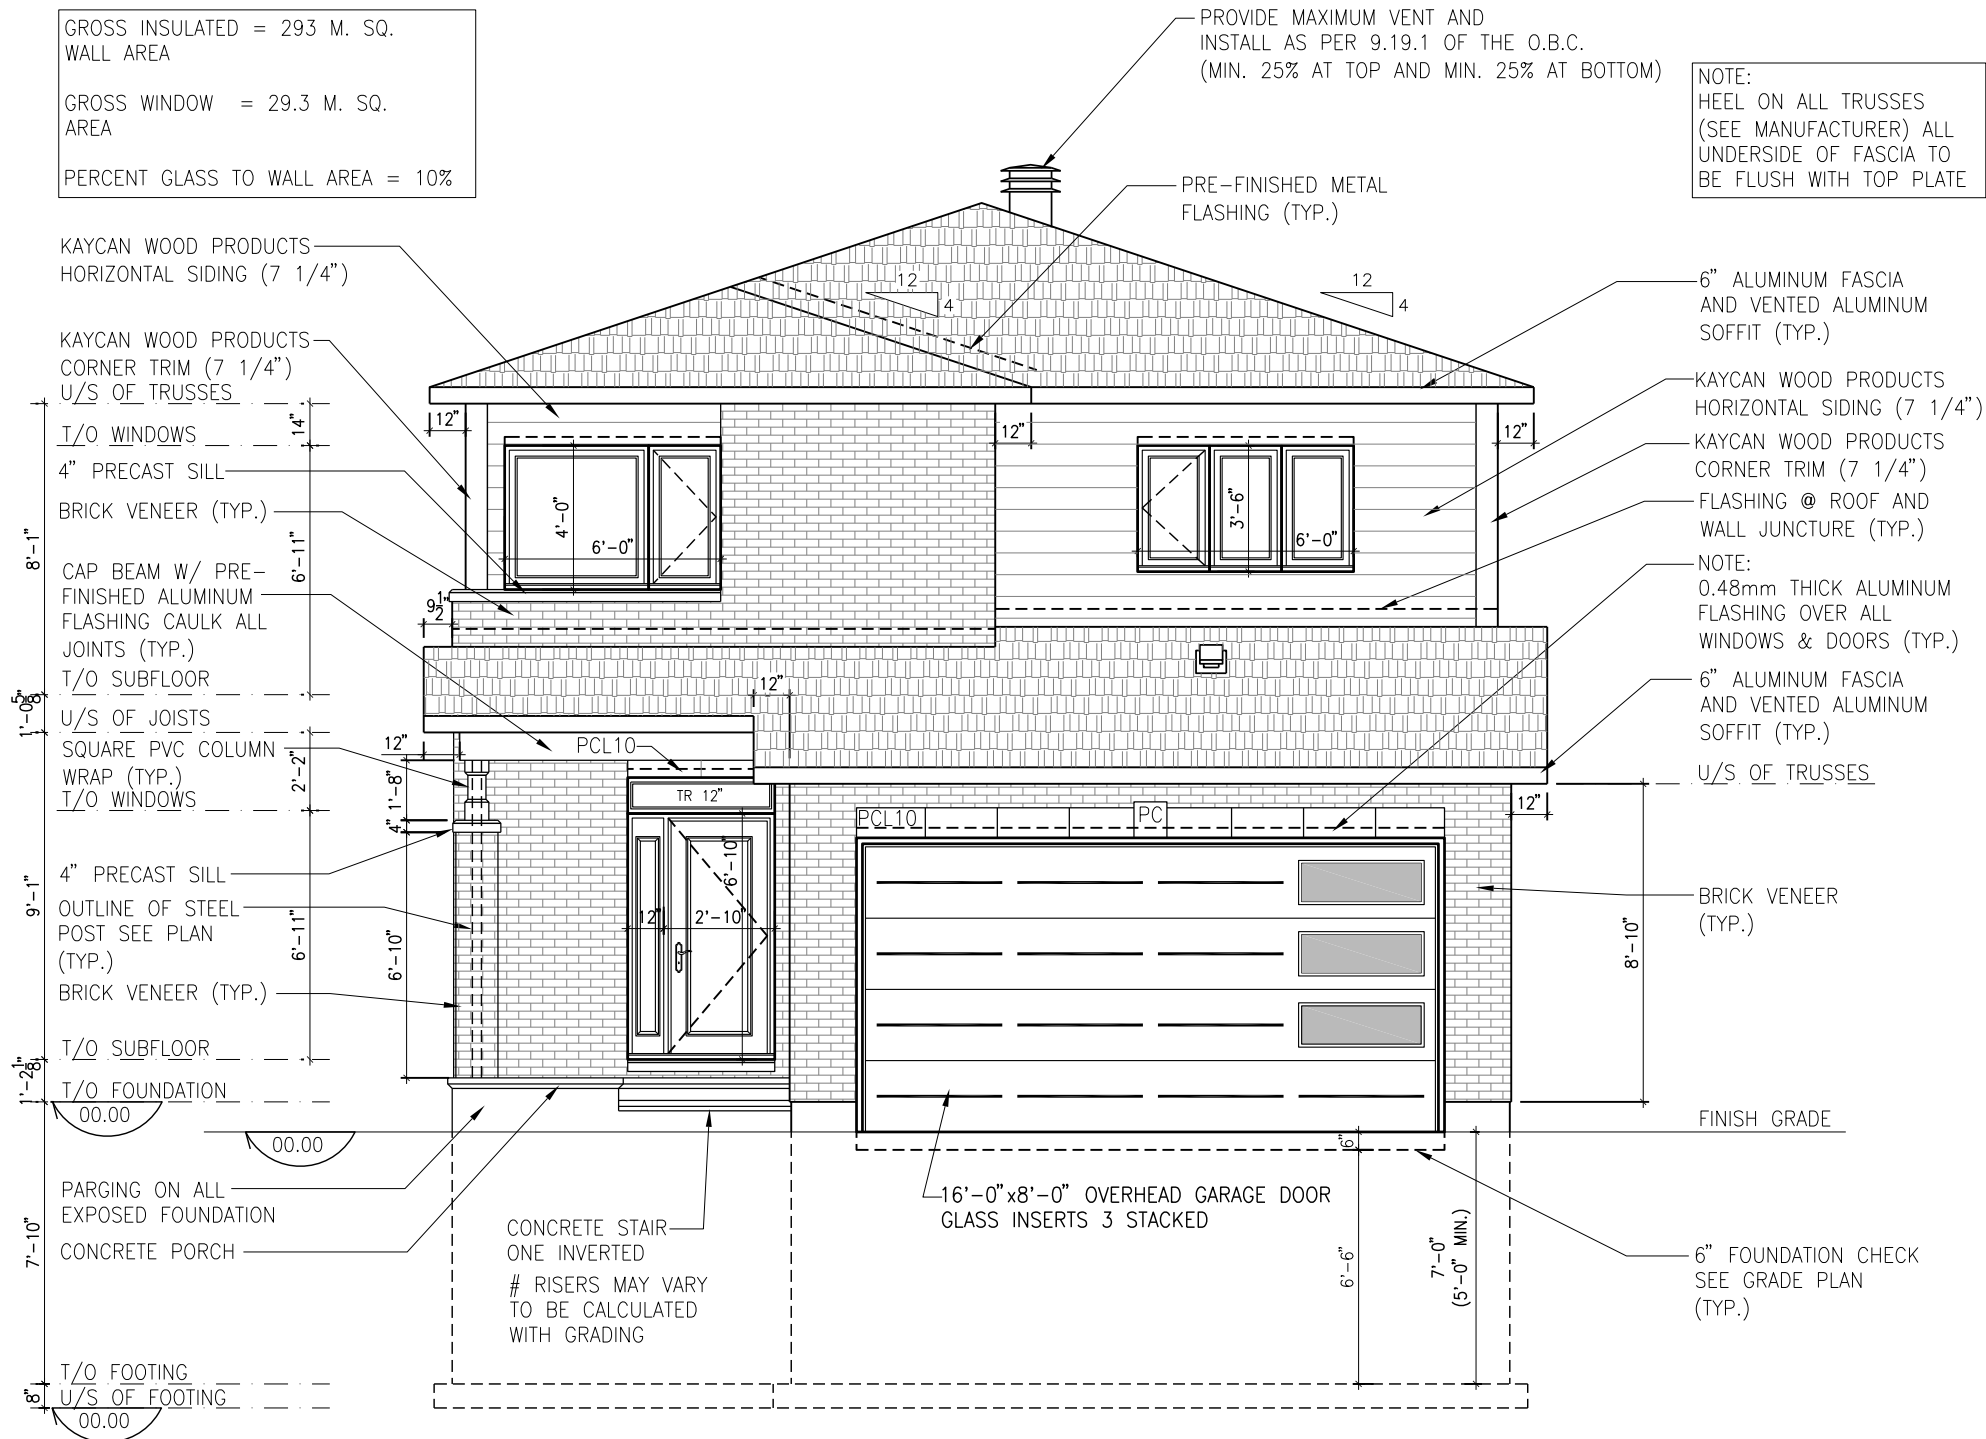 GROSS INSULATED = 293 M. SQ.
WALL AREA
GROSS WINDOW = 29.3 M. SQ.
AREA
PERCENT GLASS TO WALL AREA = 10%
PROVIDE MAXIMUM VENT AND
INSTALL AS PER 9.19.1 OF THE O.B.C.
(MIN. 25% AT TOP AND MIN. 25% AT BOTTOM)
NOTE:
HEEL ON ALL TRUSSES
(SEE MANUFACTURER) ALL
UNDERSIDE OF FASCIA TO
BE FLUSH WITH TOP PLATE
PRE-FINISHED METAL
FLASHING (TYP.)
KAYCAN WOOD PRODUCTS
HORIZONTAL SIDING (7 1/4")
KAYCAN WOOD PRODUCTS
CORNER TRIM (7 1/4")
U/S OF TRUSSES
T/O WINDOWS
4" PRECAST SILL
BRICK VENEER (TYP.)
CAP BEAM W/ PRE-
FINISHED ALUMINUM
FLASHING CAULK ALL
JOINTS (TYP.)
T/O SUBFLOOR
U/S OF JOISTS
SQUARE PVC COLUMN
WRAP (TYP.)
T/O WINDOWS
4" PRECAST SILL
OUTLINE OF STEEL
POST SEE PLAN
(TYP.)
BRICK VENEER (TYP.)
T/O SUBFLOOR
T/O FOUNDATION
00.00
00.00
PARGING ON ALL
EXPOSED FOUNDATION
CONCRETE PORCH
T/O FOOTING
U/S OF FOOTING
00.00
8'-1"
1'-0 5/8"
9'-1"
1'-2 1/8"
7'-10"
8"
14"
6'-11"
2'-2"
6'-11"
12"
1'-8"
4"
6'-10"
12"
9 1/2"
12
4
12
4
4'-0"
6'-0"
12"
3'-6"
6'-0"
12"
12"
PCL10
TR 12"
6'-10"
12"
2'-10"
PCL10
PC
12"
8'-10"
6" ALUMINUM FASCIA
AND VENTED ALUMINUM
SOFFIT (TYP.)
KAYCAN WOOD PRODUCTS
HORIZONTAL SIDING (7 1/4")
KAYCAN WOOD PRODUCTS
CORNER TRIM (7 1/4")
FLASHING @ ROOF AND
WALL JUNCTURE (TYP.)
NOTE:
0.48mm THICK ALUMINUM
FLASHING OVER ALL
WINDOWS & DOORS (TYP.)
6" ALUMINUM FASCIA
AND VENTED ALUMINUM
SOFFIT (TYP.)
U/S OF TRUSSES
BRICK VENEER
(TYP.)
FINISH GRADE
6" FOUNDATION CHECK
SEE GRADE PLAN
(TYP.)
16'-0"x8'-0" OVERHEAD GARAGE DOOR
GLASS INSERTS 3 STACKED
CONCRETE STAIR
ONE INVERTED
# RISERS MAY VARY
TO BE CALCULATED
WITH GRADING
6"
6'-6"
7'-0"
(5'-0" MIN.)